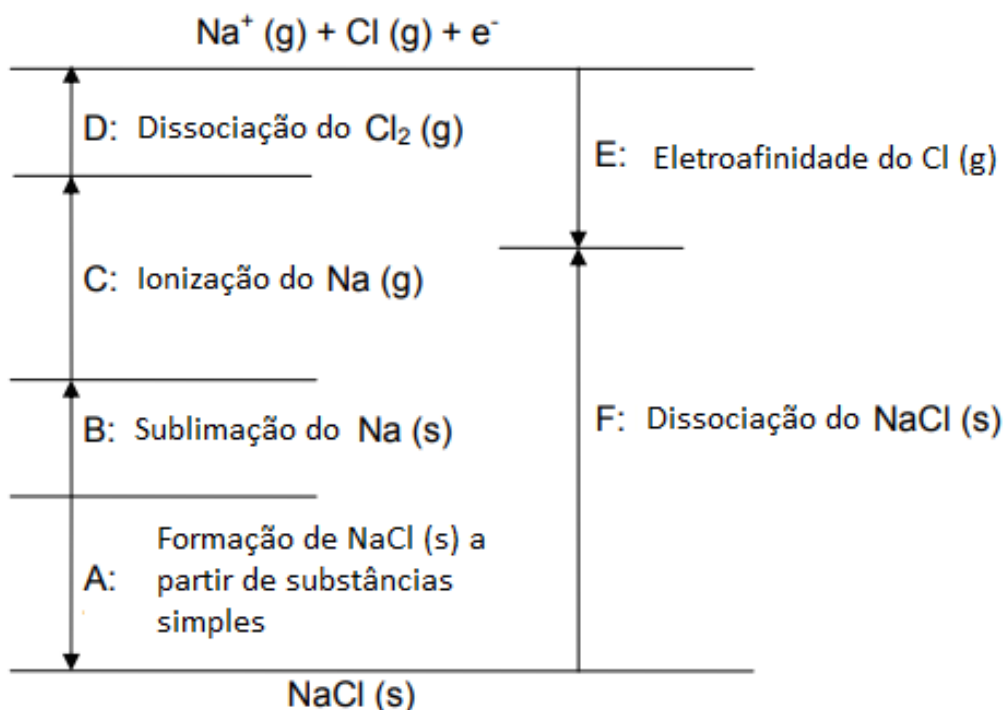 Na⁺ (g) + Cl (g) + e⁻
D: Dissociação do Cl₂ (g)
E: Eletroafinidade do Cl (g)
C: Ionização do Na (g)
B: Sublimação do Na (s)
F: Dissociação do NaCl (s)
Formação de NaCl (s) a
A: partir de substâncias
simples
NaCl (s)